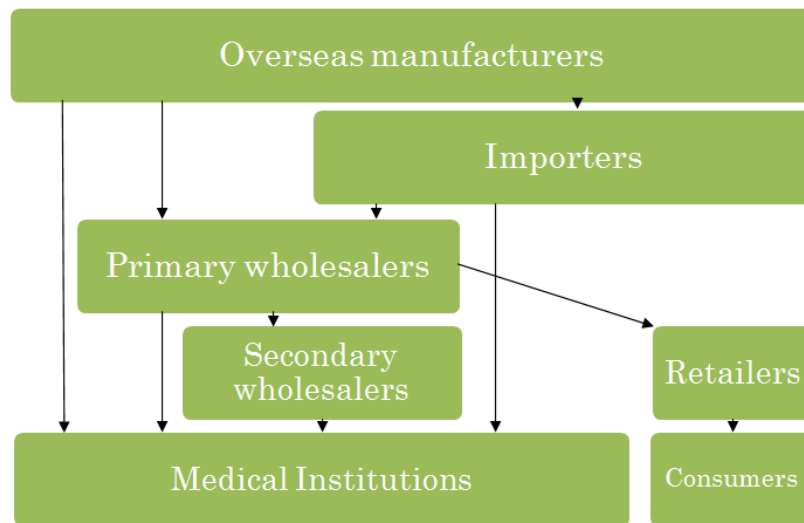 Overseas manufacturers
Importers
Primary wholesalers
Secondary
wholesalers
Retailers
Medical Institutions
Consumers